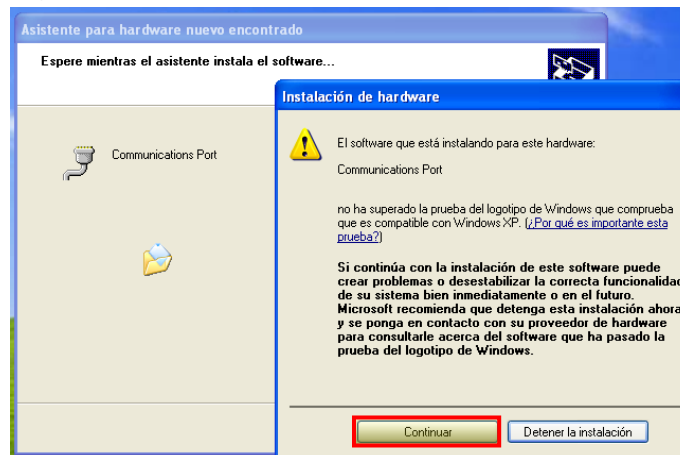 Asistente para hardware nuevo encontrado
Espere mientras el asistente instala el software...
Instalación de hardware
Communications Port
El software que está instalando para este hardware:
Communications Port
no ha superado la prueba del logotipo de Windows que comprueba
que es compatible con Windows XP. (¿Por qué es importante esta
prueba?)
Si continúa con la instalación de este software puede
crear problemas o desestabilizar la correcta funcionalidad
de su sistema bien inmediatamente o en el futuro.
Microsoft recomienda que detenga esta instalación ahora
y se ponga en contacto con su proveedor de hardware
para consultarle acerca del software que ha pasado la
prueba del logotipo de Windows.
Continuar
Detener la instalación